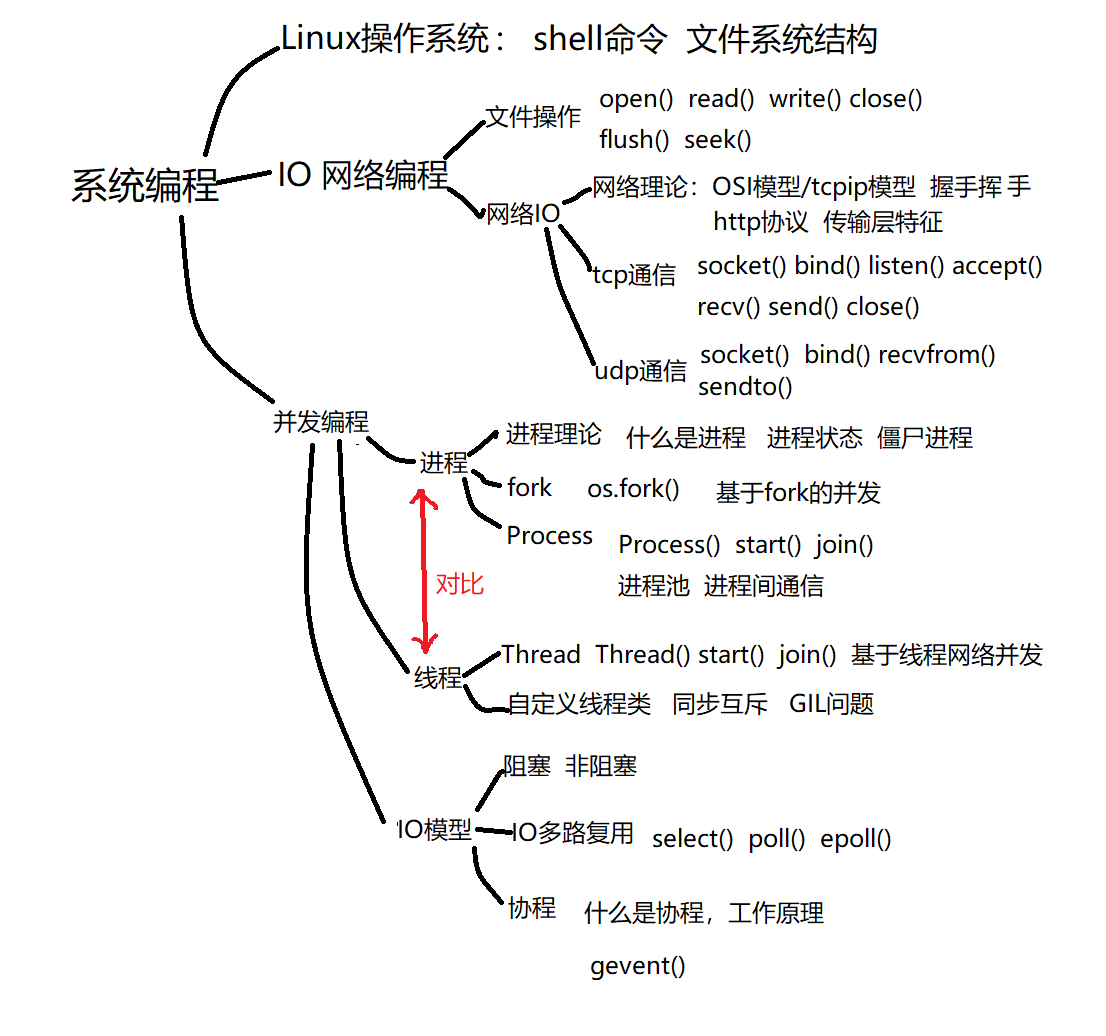 Linux操作系统： shell命令 文件系统结构
文件操作 open() read() write() close()
flush() seek()
系统编程 IO 网络编程
网络IO 网络理论：OSI模型/tcpip模型 握手挥手
http协议 传输层特征
tcp通信 socket() bind() listen() accept()
recv() send() close()
udp通信 socket() bind() recvfrom()
sendto()
并发编程
进程 进程理论 什么是进程 进程状态 僵尸进程
fork os.fork() 基于fork的并发
Process Process() start() join()
进程池 进程间通信
对比
线程 Thread Thread() start() join() 基于线程网络并发
自定义线程类 同步互斥 GIL问题
阻塞 非阻塞
IO模型 IO多路复用 select() poll() epoll()
协程 什么是协程，工作原理
gevent()